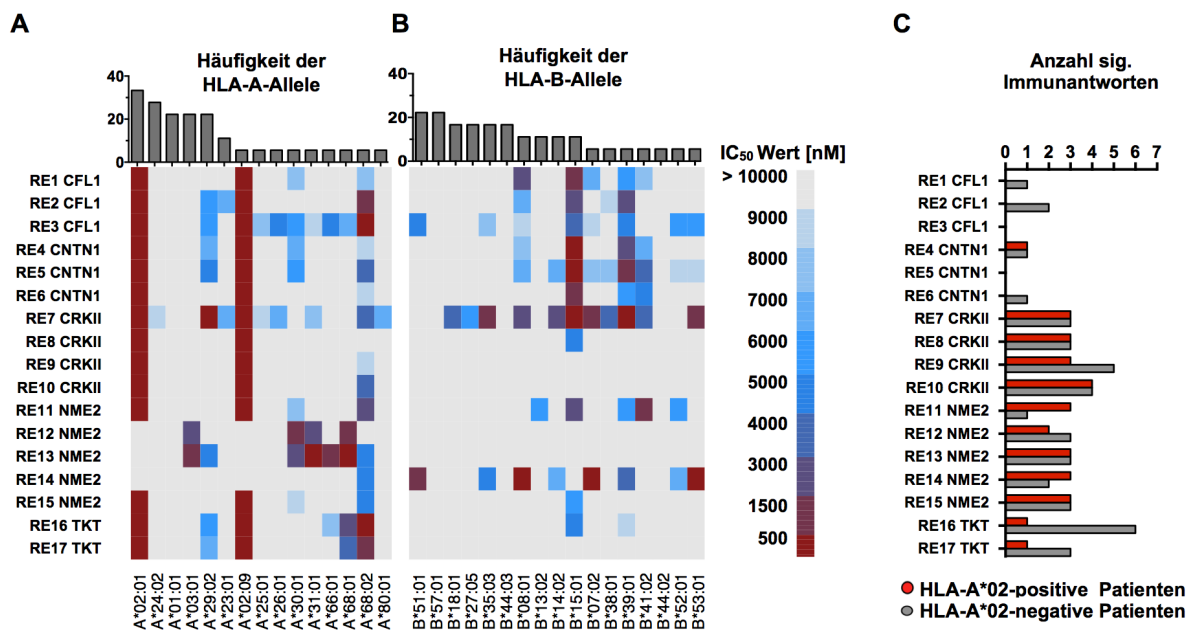 A
B
C
Häufigkeit der
HLA-A-Allele
Häufigkeit der
HLA-B-Allele
Anzahl sig.
Immunantworten
40
20
0
40
20
0
IC50 Wert [nM]
> 10000
9000
8000
7000
6000
5000
4000
3000
1500
500
0 1 2 3 4 5 6 7
RE1 CFL1
RE2 CFL1
RE3 CFL1
RE4 CNTN1
RE5 CNTN1
RE6 CNTN1
RE7 CRKII
RE8 CRKII
RE9 CRKII
RE10 CRKII
RE11 NME2
RE12 NME2
RE13 NME2
RE14 NME2
RE15 NME2
RE16 TKT
RE17 TKT
A*02:01
A*24:02
A*01:01
A*03:01
A*29:02
A*23:01
A*02:09
A*25:01
A*26:01
A*30:01
A*31:01
A*66:01
A*68:01
A*68:02
A*80:01
B*51:01
B*57:01
B*18:01
B*27:05
B*35:03
B*44:03
B*08:01
B*13:02
B*14:02
B*15:01
B*07:02
B*38:01
B*39:01
B*41:02
B*44:02
B*52:01
B*53:01
RE1 CFL1
RE2 CFL1
RE3 CFL1
RE4 CNTN1
RE5 CNTN1
RE6 CNTN1
RE7 CRKII
RE8 CRKII
RE9 CRKII
RE10 CRKII
RE11 NME2
RE12 NME2
RE13 NME2
RE14 NME2
RE15 NME2
RE16 TKT
RE17 TKT
HLA-A*02-positive Patienten
HLA-A*02-negative Patienten